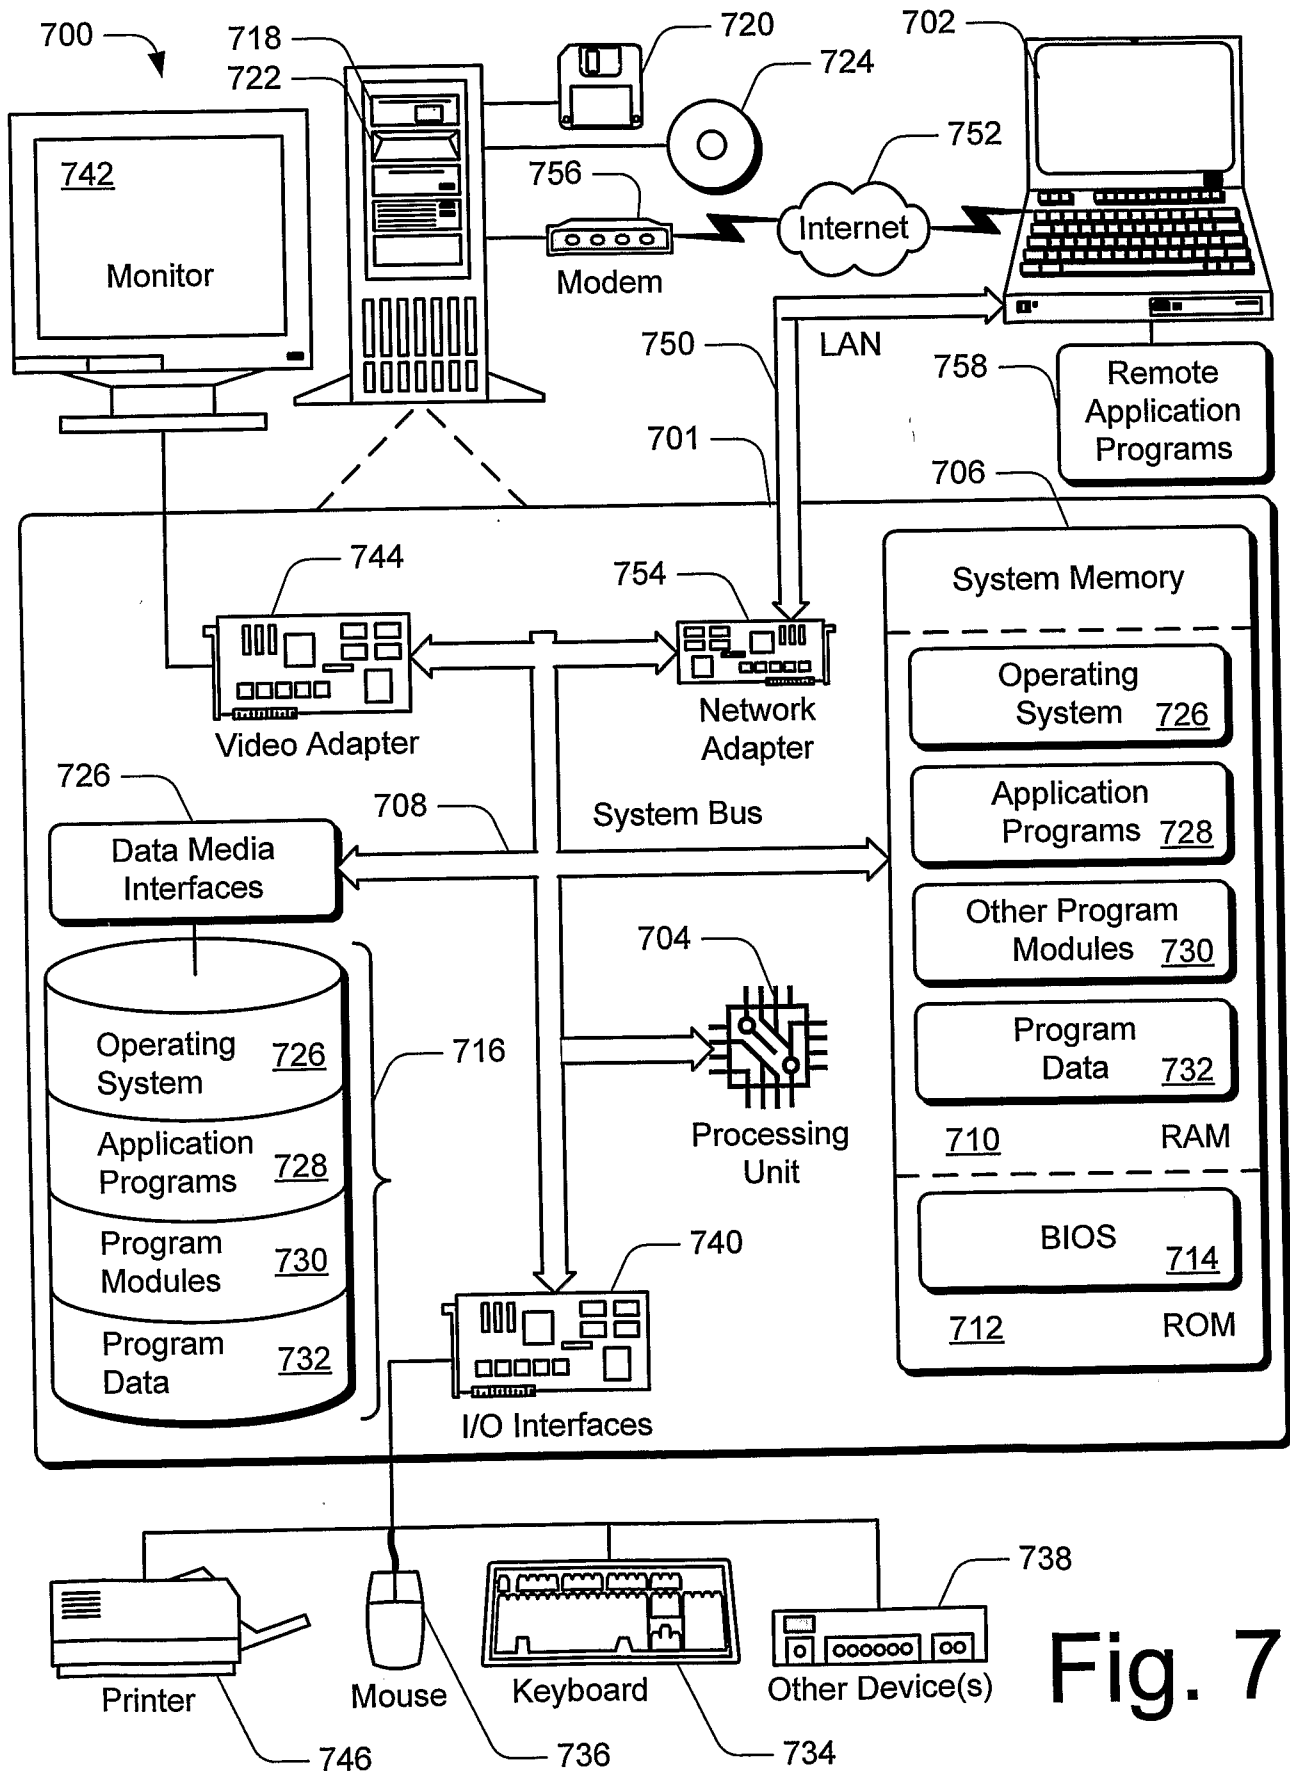 700
718
722
720
724
702
752
756
742
Monitor
Internet
Modem
750
LAN
758
Remote
Application
Programs
701
706
744
754
System Memory
Operating
System 726
Video Adapter
Network
Adapter
726
708
System Bus
Application
Programs 728
Data Media
Interfaces
Other Program
Modules 730
704
Program
Data 732
Operating
System 726
716
Processing
Unit
710 RAM
Application
Programs 728
740
BIOS 714
Program
Modules 730
712 ROM
Program
Data 732
I/O Interfaces
738
Printer
Mouse
Keyboard
Other Device(s)
746
736
734
Fig. 7